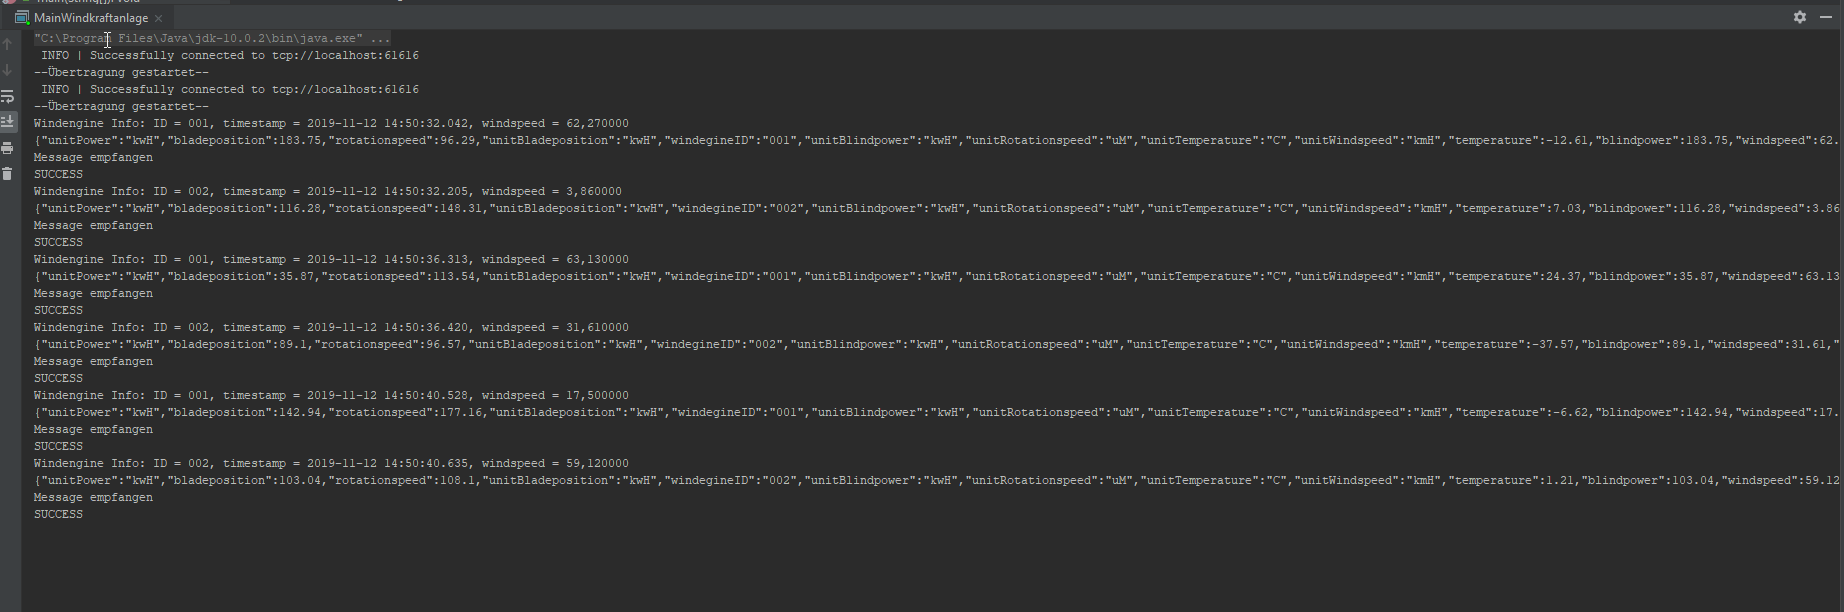 MainWindkraftanlage
"C:\Program Files\Java\jdk-10.0.2\bin\java.exe" ...
INFO | Successfully connected to tcp://localhost:61616
--Übertragung gestartet--
INFO | Successfully connected to tcp://localhost:61616
--Übertragung gestartet--
Windengine Info: ID = 001, timestamp = 2019-11-12 14:50:32.042, windspeed = 62,270000
{"unitPower":"kwH","bladeposition":183.75,"rotationspeed":96.29,"unitBladeposition":"kwH","windegineID":"001","unitBlindpower":"kwH","unitRotationspeed":"uM","unitTemperature":"C","unitWindspeed":"kmH","temperature":-12.61,"blindpower":183.75,"windspeed":62.
Message empfangen
SUCCESS
Windengine Info: ID = 002, timestamp = 2019-11-12 14:50:32.205, windspeed = 3,860000
{"unitPower":"kwH","bladeposition":116.28,"rotationspeed":148.31,"unitBladeposition":"kwH","windegineID":"002","unitBlindpower":"kwH","unitRotationspeed":"uM","unitTemperature":"C","unitWindspeed":"kmH","temperature":7.03,"blindpower":116.28,"windspeed":3.86
Message empfangen
SUCCESS
Windengine Info: ID = 001, timestamp = 2019-11-12 14:50:36.313, windspeed = 63,130000
{"unitPower":"kwH","bladeposition":35.87,"rotationspeed":113.54,"unitBladeposition":"kwH","windegineID":"001","unitBlindpower":"kwH","unitRotationspeed":"uM","unitTemperature":"C","unitWindspeed":"kmH","temperature":24.37,"blindpower":35.87,"windspeed":63.13
Message empfangen
SUCCESS
Windengine Info: ID = 002, timestamp = 2019-11-12 14:50:36.420, windspeed = 31,610000
{"unitPower":"kwH","bladeposition":89.1,"rotationspeed":96.57,"unitBladeposition":"kwH","windegineID":"002","unitBlindpower":"kwH","unitRotationspeed":"uM","unitTemperature":"C","unitWindspeed":"kmH","temperature":-37.57,"blindpower":89.1,"windspeed":31.61,"
Message empfangen
SUCCESS
Windengine Info: ID = 001, timestamp = 2019-11-12 14:50:40.528, windspeed = 17,500000
{"unitPower":"kwH","bladeposition":142.94,"rotationspeed":177.16,"unitBladeposition":"kwH","windegineID":"001","unitBlindpower":"kwH","unitRotationspeed":"uM","unitTemperature":"C","unitWindspeed":"kmH","temperature":-6.62,"blindpower":142.94,"windspeed":17.
Message empfangen
SUCCESS
Windengine Info: ID = 002, timestamp = 2019-11-12 14:50:40.635, windspeed = 59,120000
{"unitPower":"kwH","bladeposition":103.04,"rotationspeed":108.1,"unitBladeposition":"kwH","windegineID":"002","unitBlindpower":"kwH","unitRotationspeed":"uM","unitTemperature":"C","unitWindspeed":"kmH","temperature":1.21,"blindpower":103.04,"windspeed":59.12
Message empfangen
SUCCESS